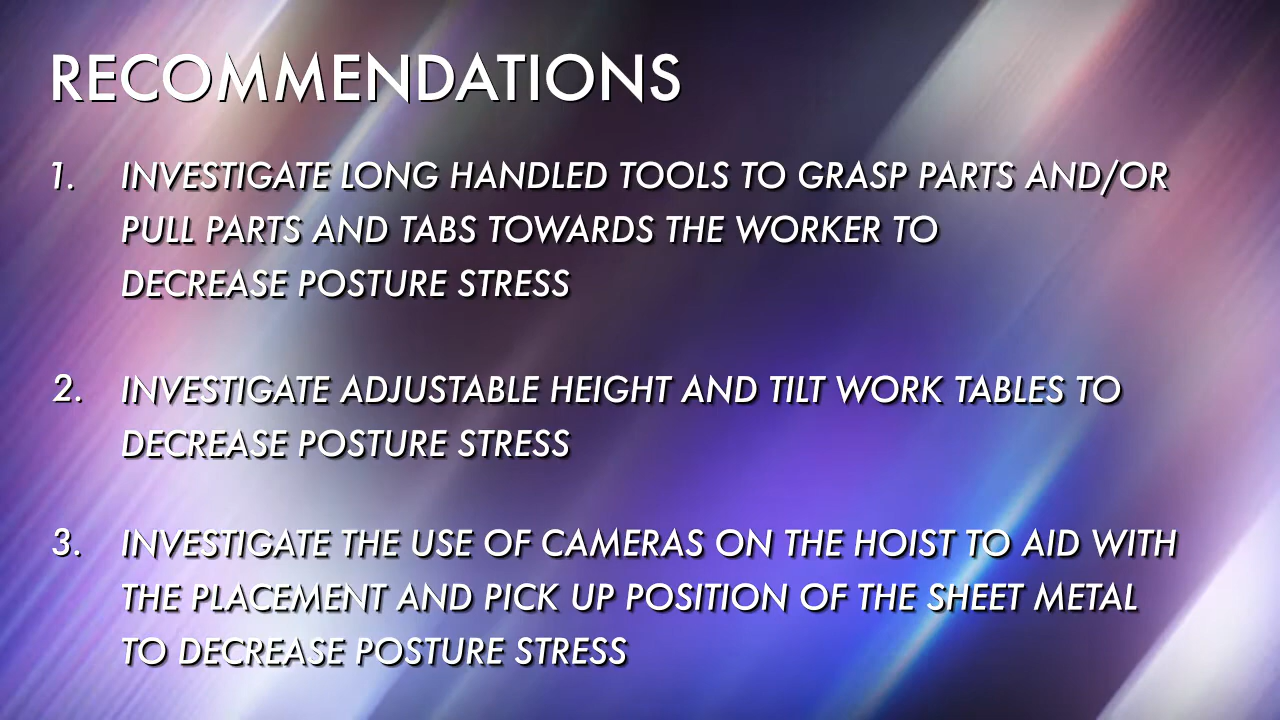 RECOMMENDATIONS
1. INVESTIGATE LONG HANDLED TOOLS TO GRASP PARTS AND/OR
PULL PARTS AND TABS TOWARDS THE WORKER TO
DECREASE POSTURE STRESS
2. INVESTIGATE ADJUSTABLE HEIGHT AND TILT WORK TABLES TO
DECREASE POSTURE STRESS
3. INVESTIGATE THE USE OF CAMERAS ON THE HOIST TO AID WITH
THE PLACEMENT AND PICK UP POSITION OF THE SHEET METAL
TO DECREASE POSTURE STRESS